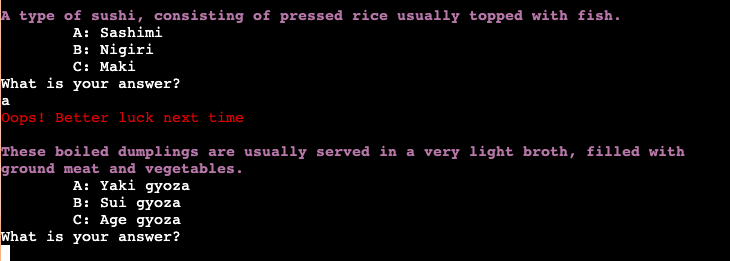 A type of sushi, consisting of pressed rice usually topped with fish.
A: Sashimi
B: Nigiri
C: Maki
What is your answer?
a
Oops! Better luck next time
These boiled dumplings are usually served in a very light broth, filled with
ground meat and vegetables.
A: Yaki gyoza
B: Sui gyoza
C: Age gyoza
What is your answer?